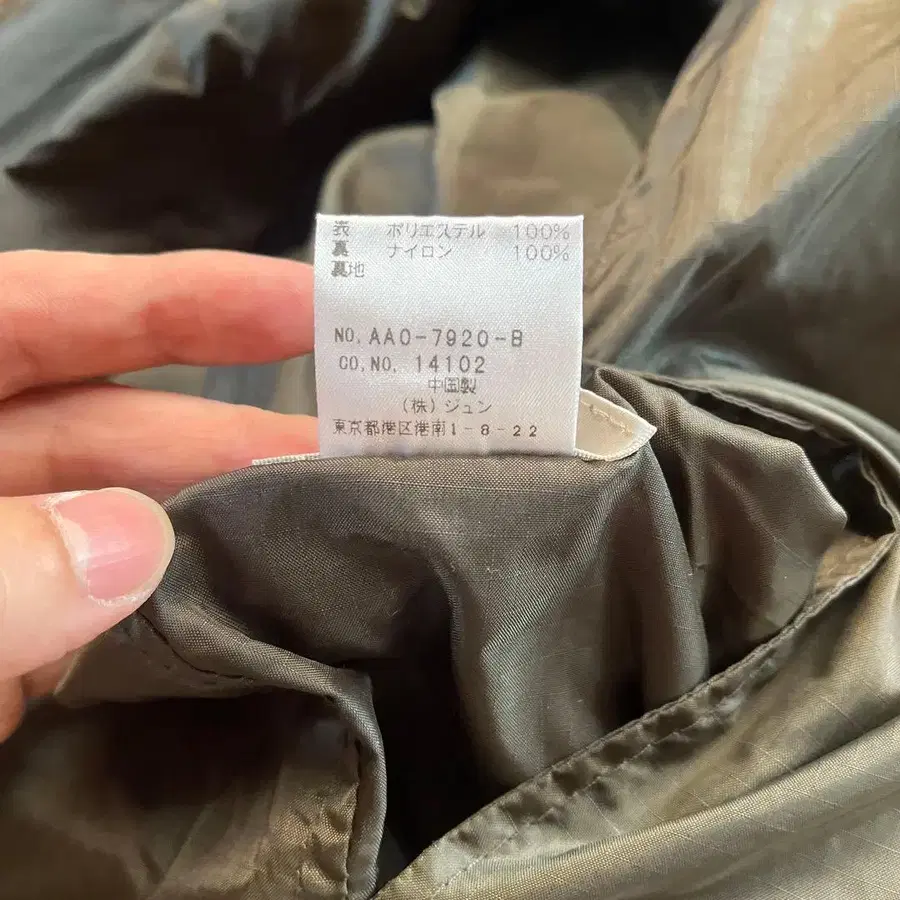 表 ポリエステル 100%
裏 ナイロン 100%
裏地
NO. AAO-7920-B
CO. NO. 14102
中国製
(株) ジュン
東京都港区港南1-8-22